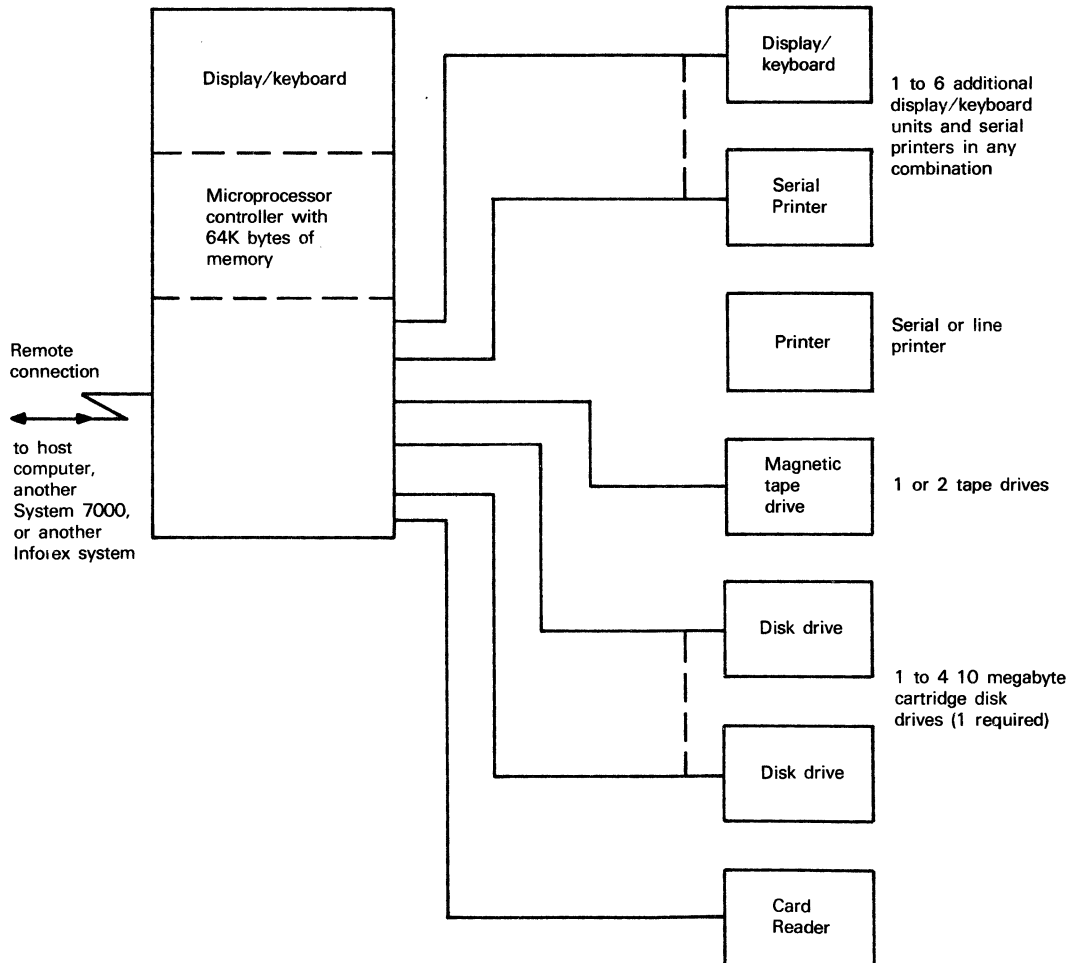 Display/keyboard
Microprocessor
controller with
64K bytes of
memory
Remote
connection
to host
computer,
another
System 7000,
or another
Inforex system
Display/
keyboard
1 to 6 additional
display/keyboard
units and serial
printers in any
combination
Serial
Printer
Printer
Serial or line
printer
Magnetic
tape
drive
1 or 2 tape drives
Disk drive
1 to 4 10 megabyte
cartridge disk
drives (1 required)
Disk drive
Card
Reader